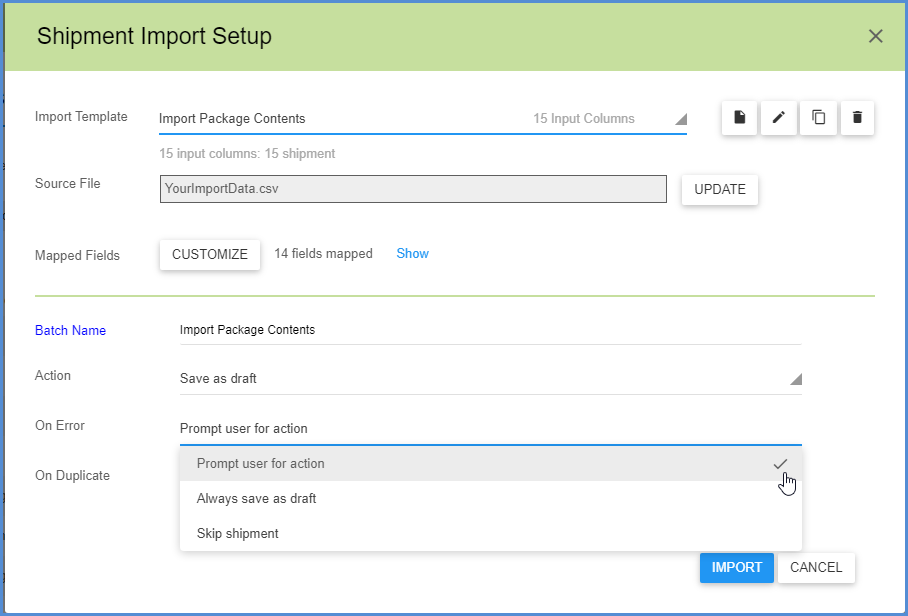 Shipment Import Setup
Import Template
Import Package Contents
15 Input Columns
15 input columns: 15 shipment
Source File
YourImportData.csv
UPDATE
Mapped Fields
CUSTOMIZE
14 fields mapped
Show
Batch Name
Import Package Contents
Action
Save as draft
On Error
Prompt user for action
Prompt user for action
On Duplicate
Always save as draft
Skip shipment
IMPORT
CANCEL